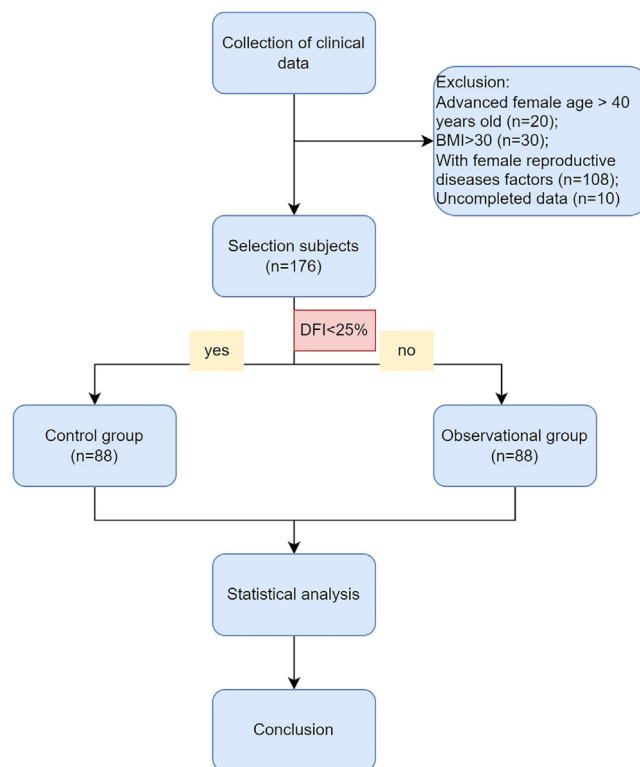 Collection of clinical
data
Exclusion:
Advanced female age > 40
years old (n=20);
BMI>30 (n=30);
With female reproductive
diseases factors (n=108);
Uncompleted data (n=10)
Selection subjects
(n=176)
DFI<25%
yes
no
Control group
(n=88)
Observational group
(n=88)
Statistical analysis
Conclusion